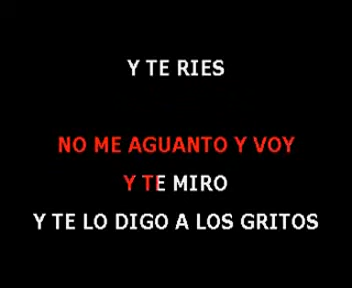 Y TE RIES
NO ME AGUANTO Y VOY
Y TE MIRO
Y TE LO DIGO A LOS GRITOS